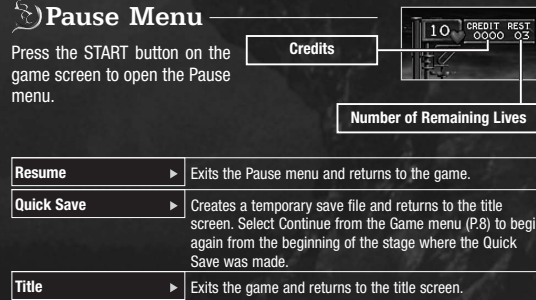 Pause Menu
Press the START button on the
game screen to open the Pause
menu.
Credits
10 CREDIT REST
0000 03
Number of Remaining Lives
Resume ▶ Exits the Pause menu and returns to the game.
Quick Save ▶ Creates a temporary save file and returns to the title
screen. Select Continue from the Game menu (P.8) to begi
again from the beginning of the stage where the Quick
Save was made.
Title ▶ Exits the game and returns to the title screen.